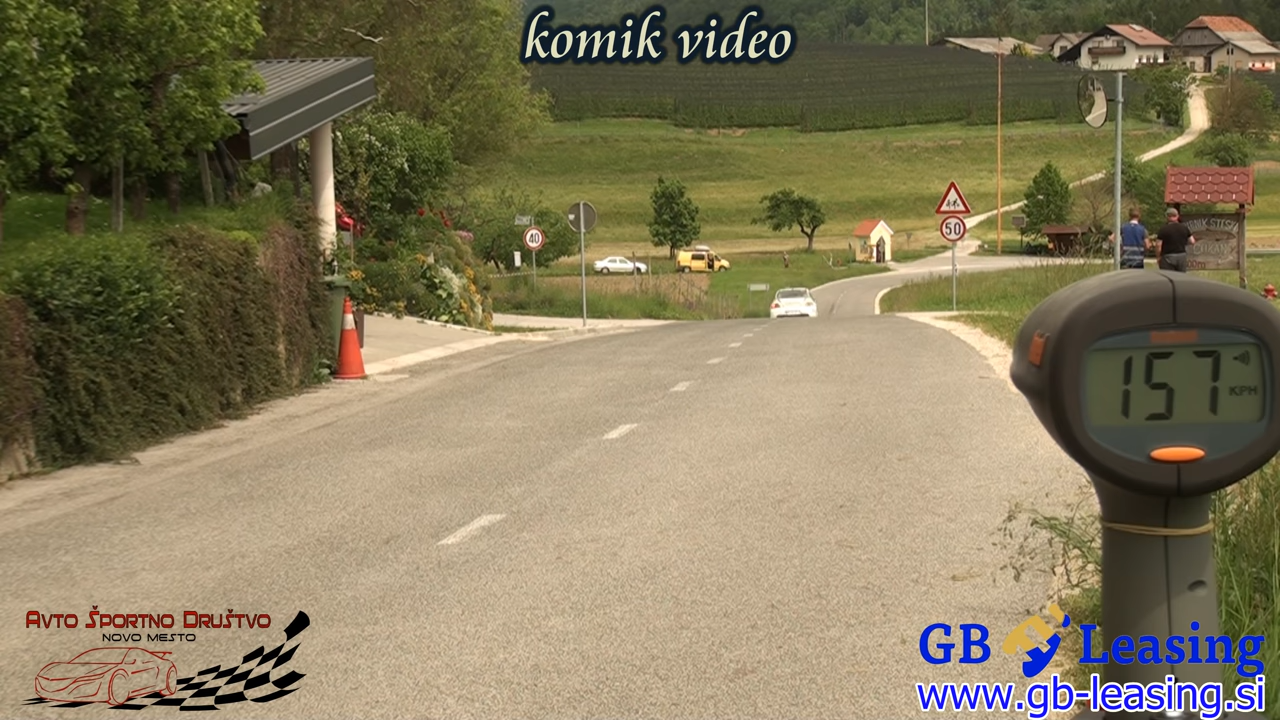 komik video
40
50
157
KPH
AVTO ŠPORTNO DRUŠTVO
NOVO MESTO
GB Leasing
www.gb-leasing.si